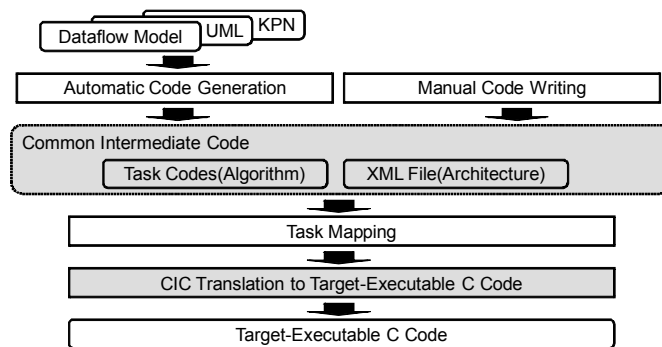 KPN
UML
Dataflow Model
Automatic Code Generation
Manual Code Writing
Common Intermediate Code
Task Codes(Algorithm)
XML File(Architecture)
Task Mapping
CIC Translation to Target-Executable C Code
Target-Executable C Code